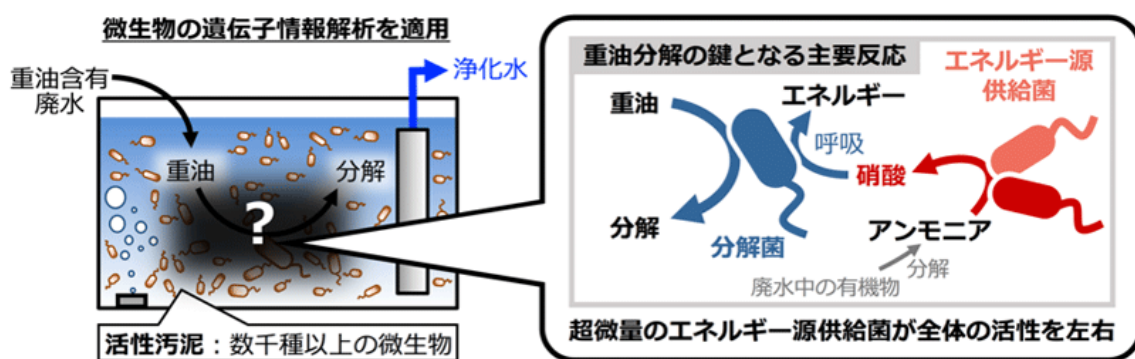 微生物の遺伝子情報解析を適用
重油含有
廃水
浄化水
重油
分解
?
活性汚泥：数千種以上の微生物
重油分解の鍵となる主要反応
エネルギー源
供給菌
重油
エネルギー
呼吸
硝酸
分解
分解菌
アンモニア
分解
廃水中の有機物
超微量のエネルギー源供給菌が全体の活性を左右